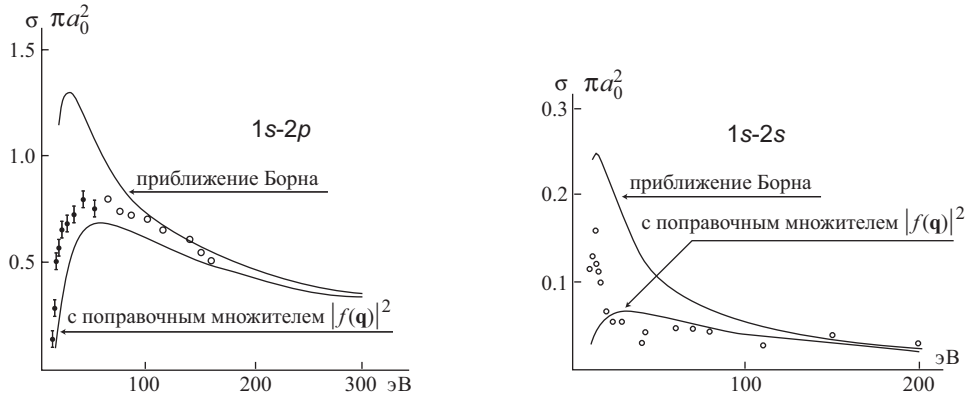 σ πa₀²
1.5
1.0
0.5
1s-2p
приближение Борна
с поправочным множителем |f(q)|²
100
200
300 эВ
σ πa₀²
0.3
0.2
0.1
1s-2s
приближение Борна
с поправочным множителем |f(q)|²
100
200
эВ